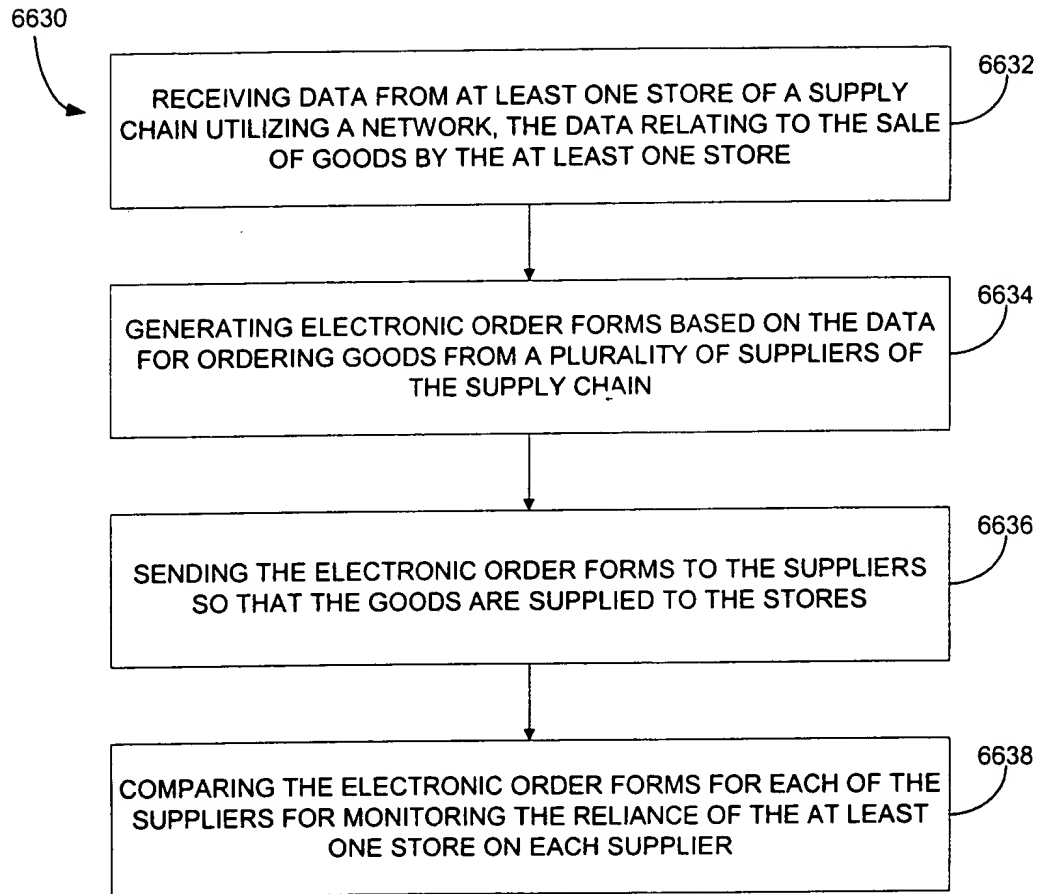 6630
6632
RECEIVING DATA FROM AT LEAST ONE STORE OF A SUPPLY
CHAIN UTILIZING A NETWORK, THE DATA RELATING TO THE SALE
OF GOODS BY THE AT LEAST ONE STORE
6634
GENERATING ELECTRONIC ORDER FORMS BASED ON THE DATA
FOR ORDERING GOODS FROM A PLURALITY OF SUPPLIERS OF
THE SUPPLY CHAIN
6636
SENDING THE ELECTRONIC ORDER FORMS TO THE SUPPLIERS
SO THAT THE GOODS ARE SUPPLIED TO THE STORES
6638
COMPARING THE ELECTRONIC ORDER FORMS FOR EACH OF THE
SUPPLIERS FOR MONITORING THE RELIANCE OF THE AT LEAST
ONE STORE ON EACH SUPPLIER